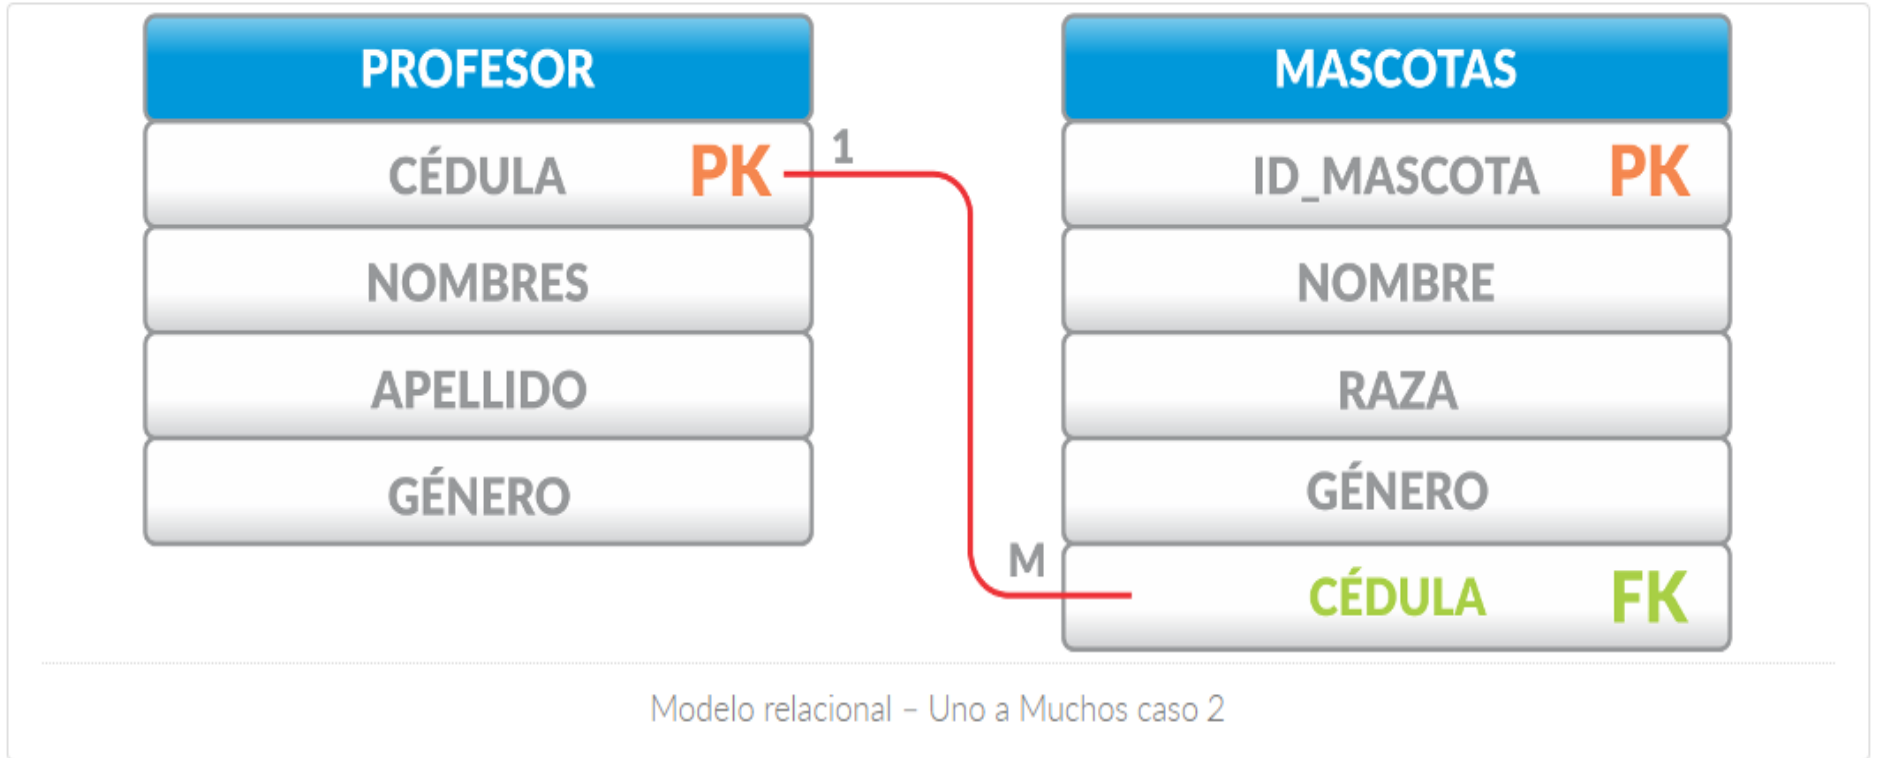 PROFESOR
CÉDULA PK
NOMBRES
APELLIDO
GÉNERO
1
M
MASCOTAS
ID_MASCOTA PK
NOMBRE
RAZA
GÉNERO
CÉDULA FK
Modelo relacional – Uno a Muchos caso 2